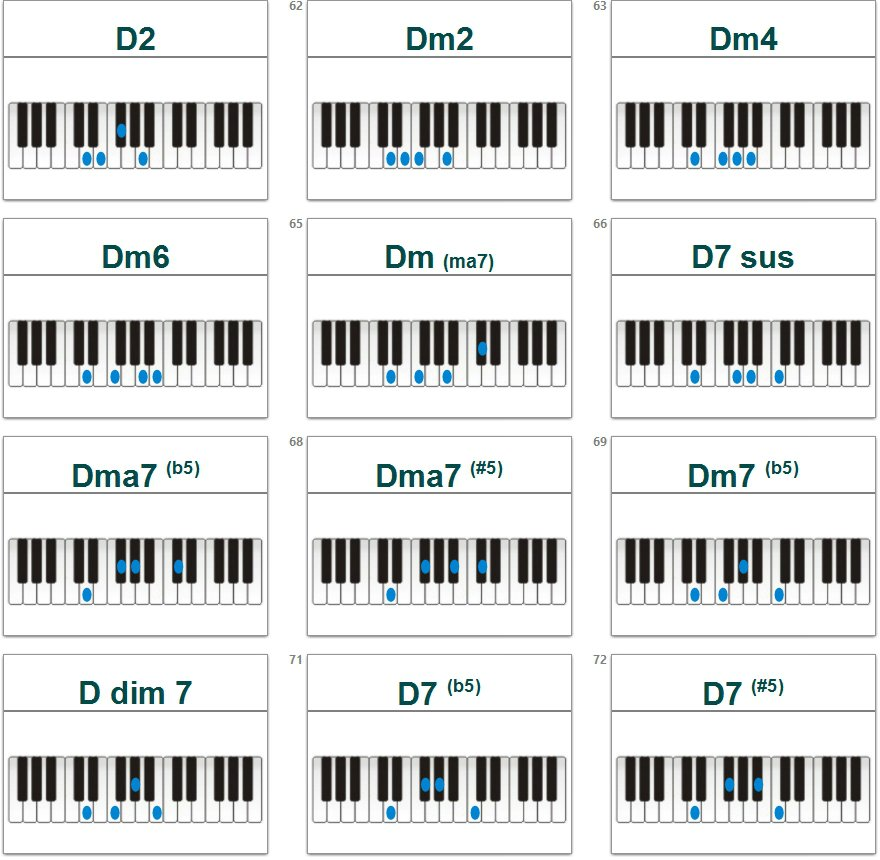 62
63
D2
Dm2
Dm4
65
66
Dm6
Dm (ma7)
D7 sus
68
69
Dma7 (b5)
Dma7 (#5)
Dm7 (b5)
71
72
D dim 7
D7 (b5)
D7 (#5)